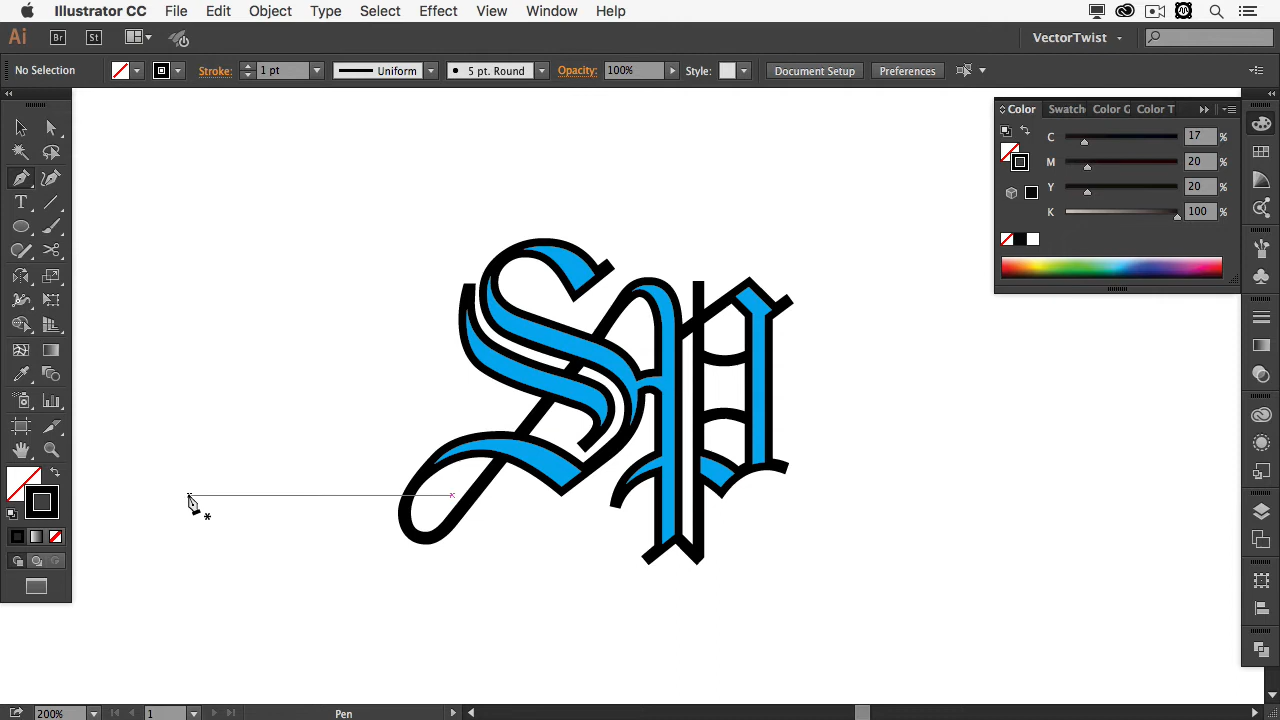 Illustrator CC File Edit Object Type Select Effect View Window Help
Ai Br St VectorTwist
No Selection Stroke: 1 pt Uniform 5 pt. Round Opacity: 100% Style: Document Setup Preferences
Color Swatch Color G Color T
C 17 %
M 20 %
Y 20 %
K 100 %
Sp
200% 1 Pen